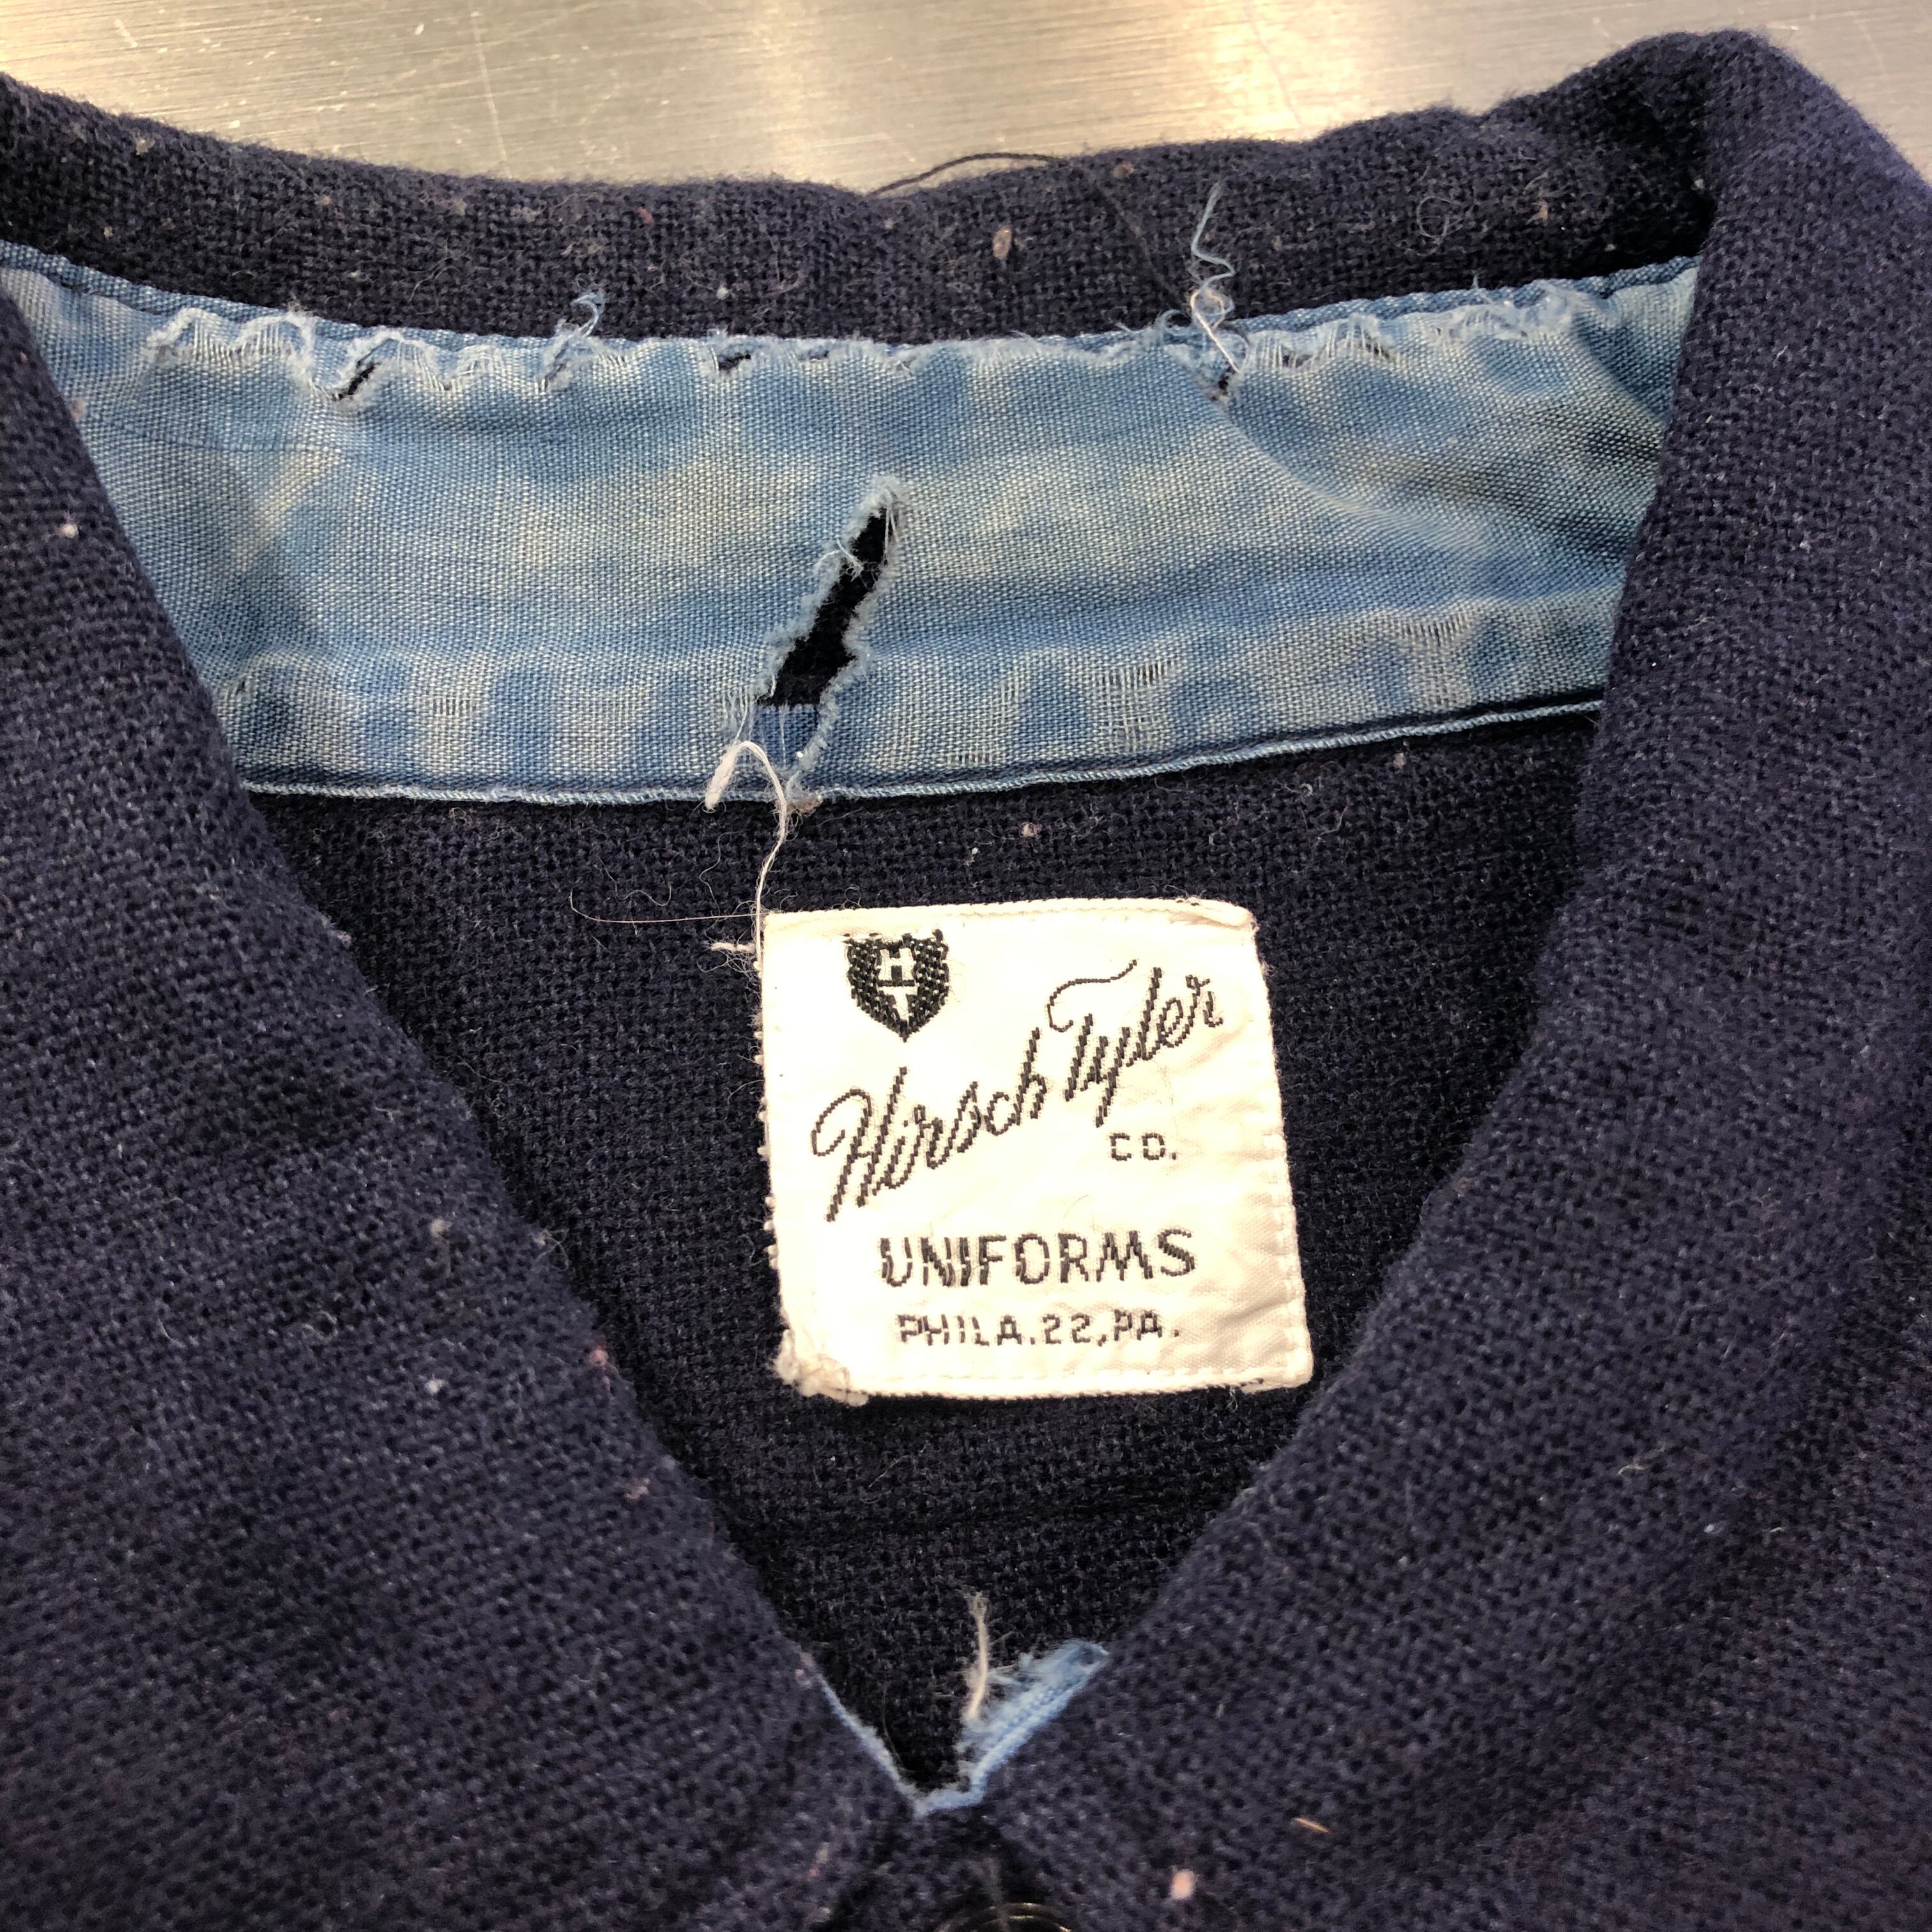 HT
Hirsch Tyler
CO.
UNIFORMS
PHILA.22,PA.